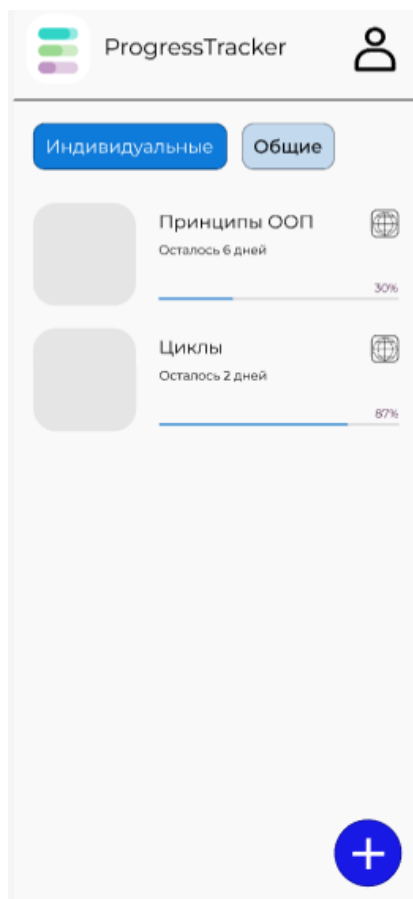 ProgressTracker
Индивидуальные
Общие
Принципы ООП
Осталось 6 дней
30%
Циклы
Осталось 2 дней
87%